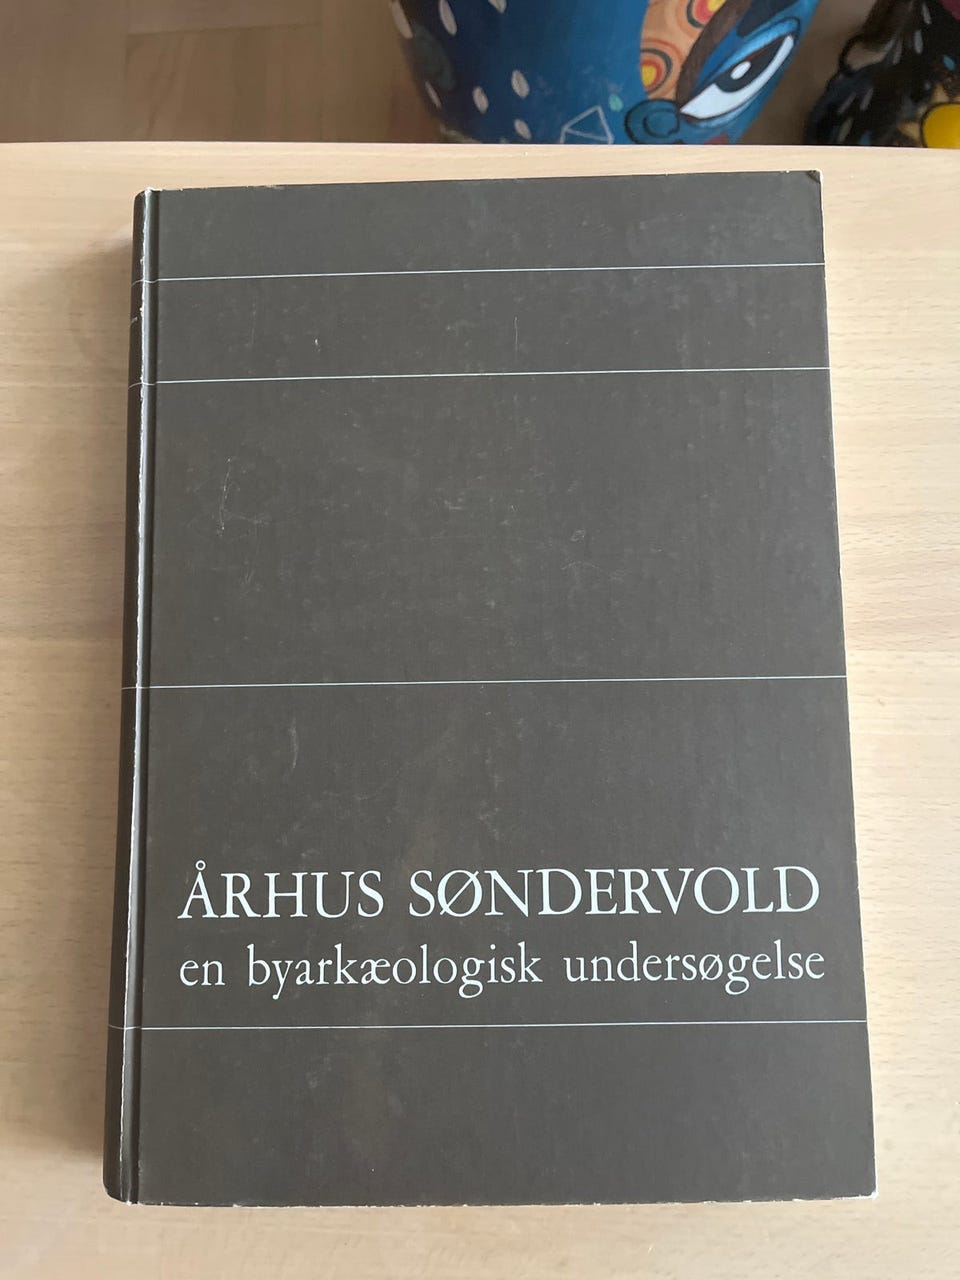 ÅRHUS SØNDERVOLD
en byarkæologisk undersøgelse